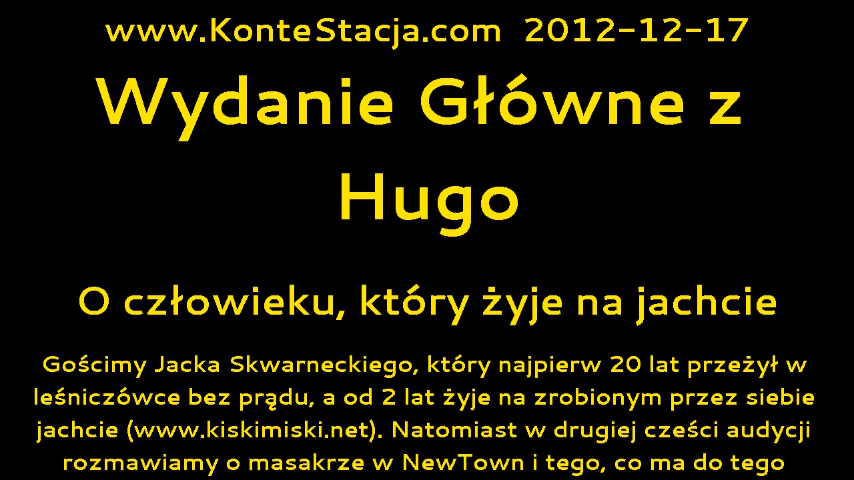 www.KonteStacja.com 2012-12-17
Wydanie Główne z
Hugo
O człowieku, który żyje na jachcie
Gościmy Jacka Skwarneckiego, który najpierw 20 lat przeżył w
leśniczówce bez prądu, a od 2 lat żyje na zrobionym przez siebie
jachcie (www.kiskimiski.net). Natomiast w drugiej cześci audycji
rozmawiamy o masakrze w NewTown i tego, co ma do tego